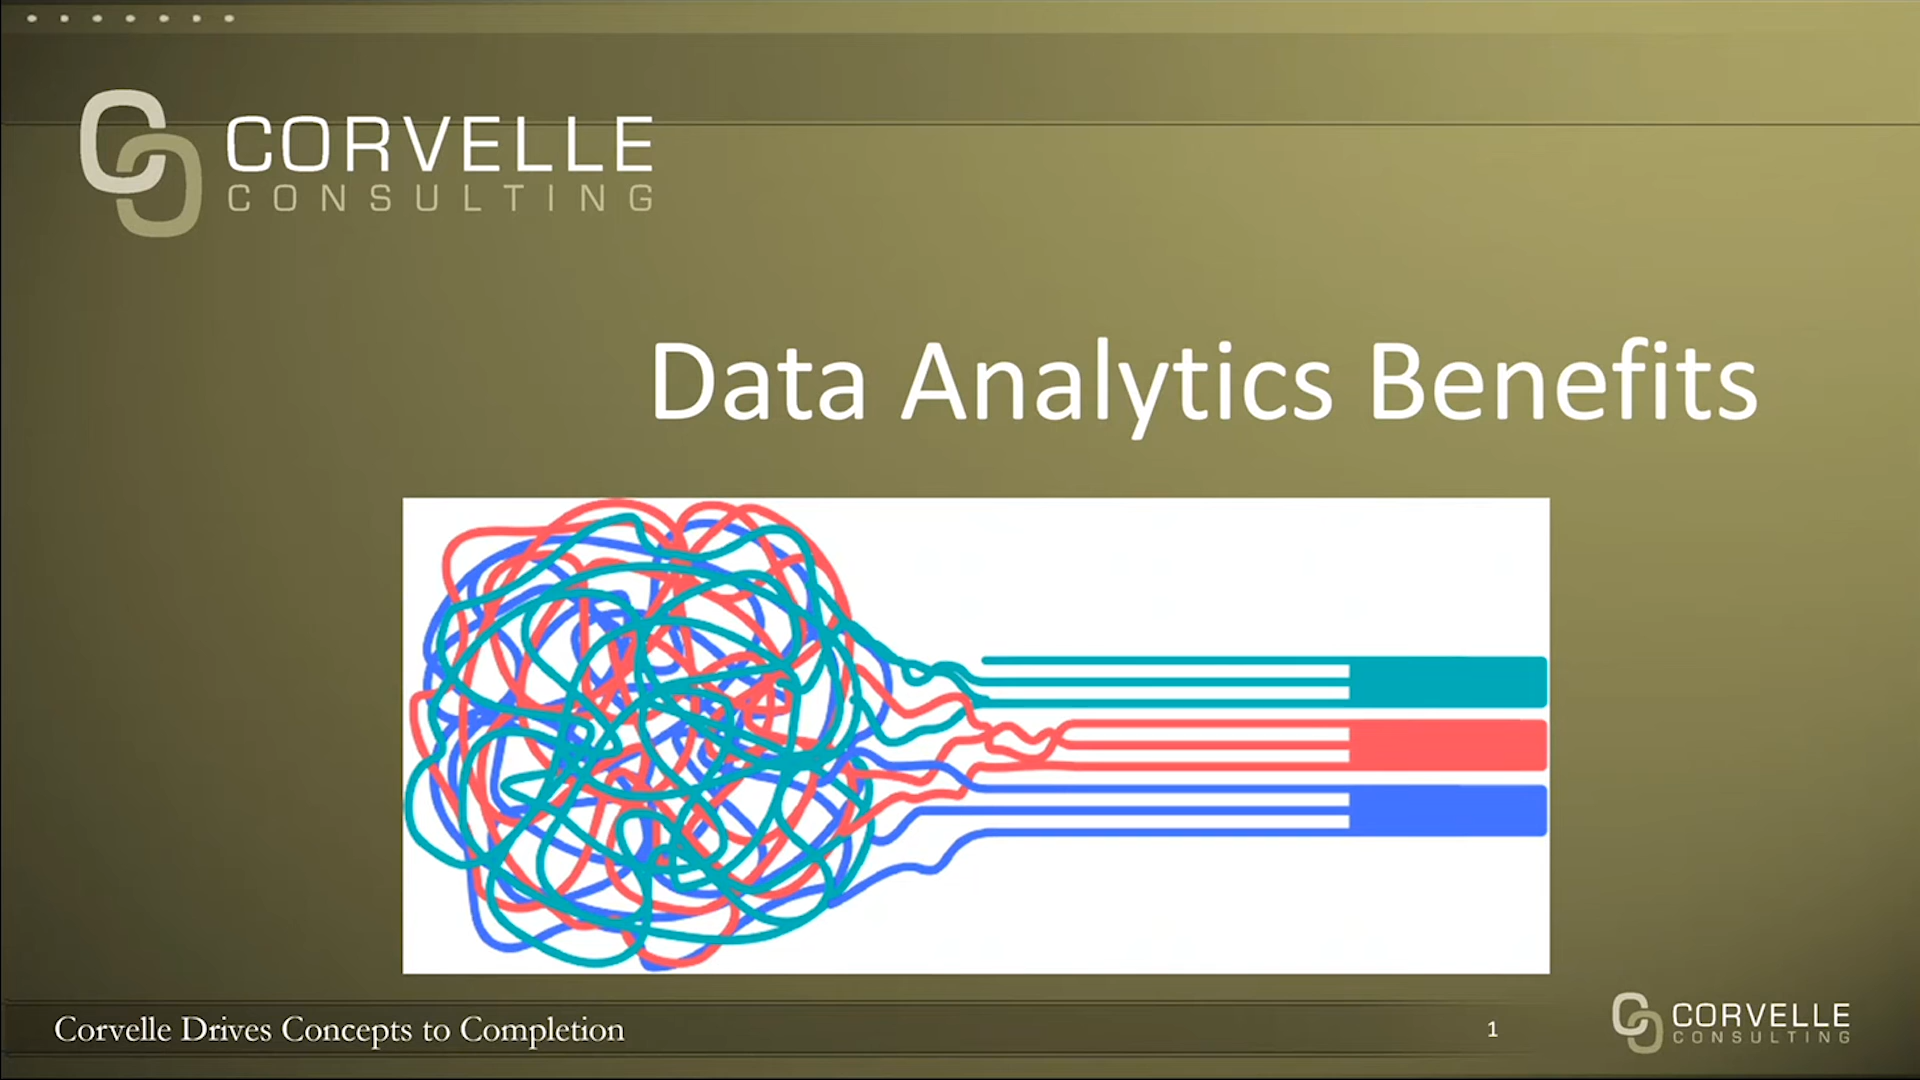 CORVELLE
CONSULTING
Data Analytics Benefits
Corvelle Drives Concepts to Completion
1
CORVELLE
CONSULTING